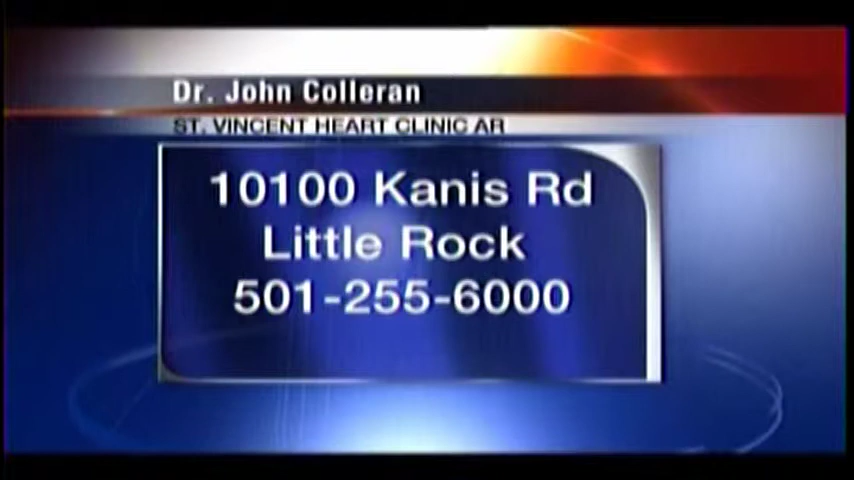 Dr. John Colleran
ST. VINCENT HEART CLINIC AR
10100 Kanis Rd
Little Rock
501-255-6000